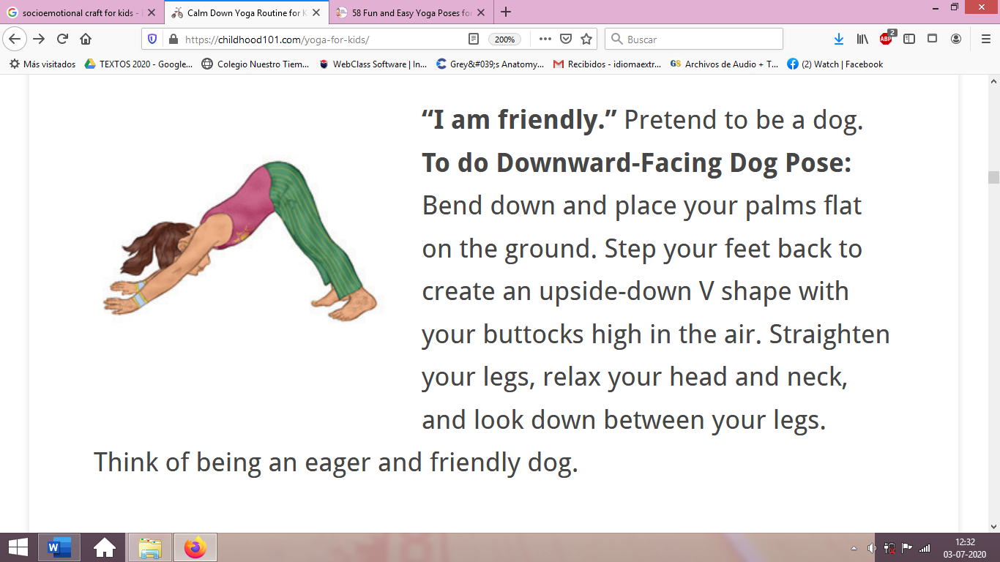 socioemotional craft for kids -
Calm Down Yoga Routine for K
58 Fun and Easy Yoga Poses fo
https://childhood101.com/yoga-for-kids/
200%
Buscar
ABP
2
Más visitados
TEXTOS 2020 - Google...
Colegio Nuestro Tiem...
WebClass Software | In...
Grey&#039;s Anatomy...
Recibidos - idiomaextr...
GS
Archivos de Audio + T...
(2) Watch | Facebook
“I am friendly.” Pretend to be a dog.
To do Downward-Facing Dog Pose:
Bend down and place your palms flat
on the ground. Step your feet back to
create an upside-down V shape with
your buttocks high in the air. Straighten
your legs, relax your head and neck,
and look down between your legs.
Think of being an eager and friendly dog.
W
12:32
03-07-2020